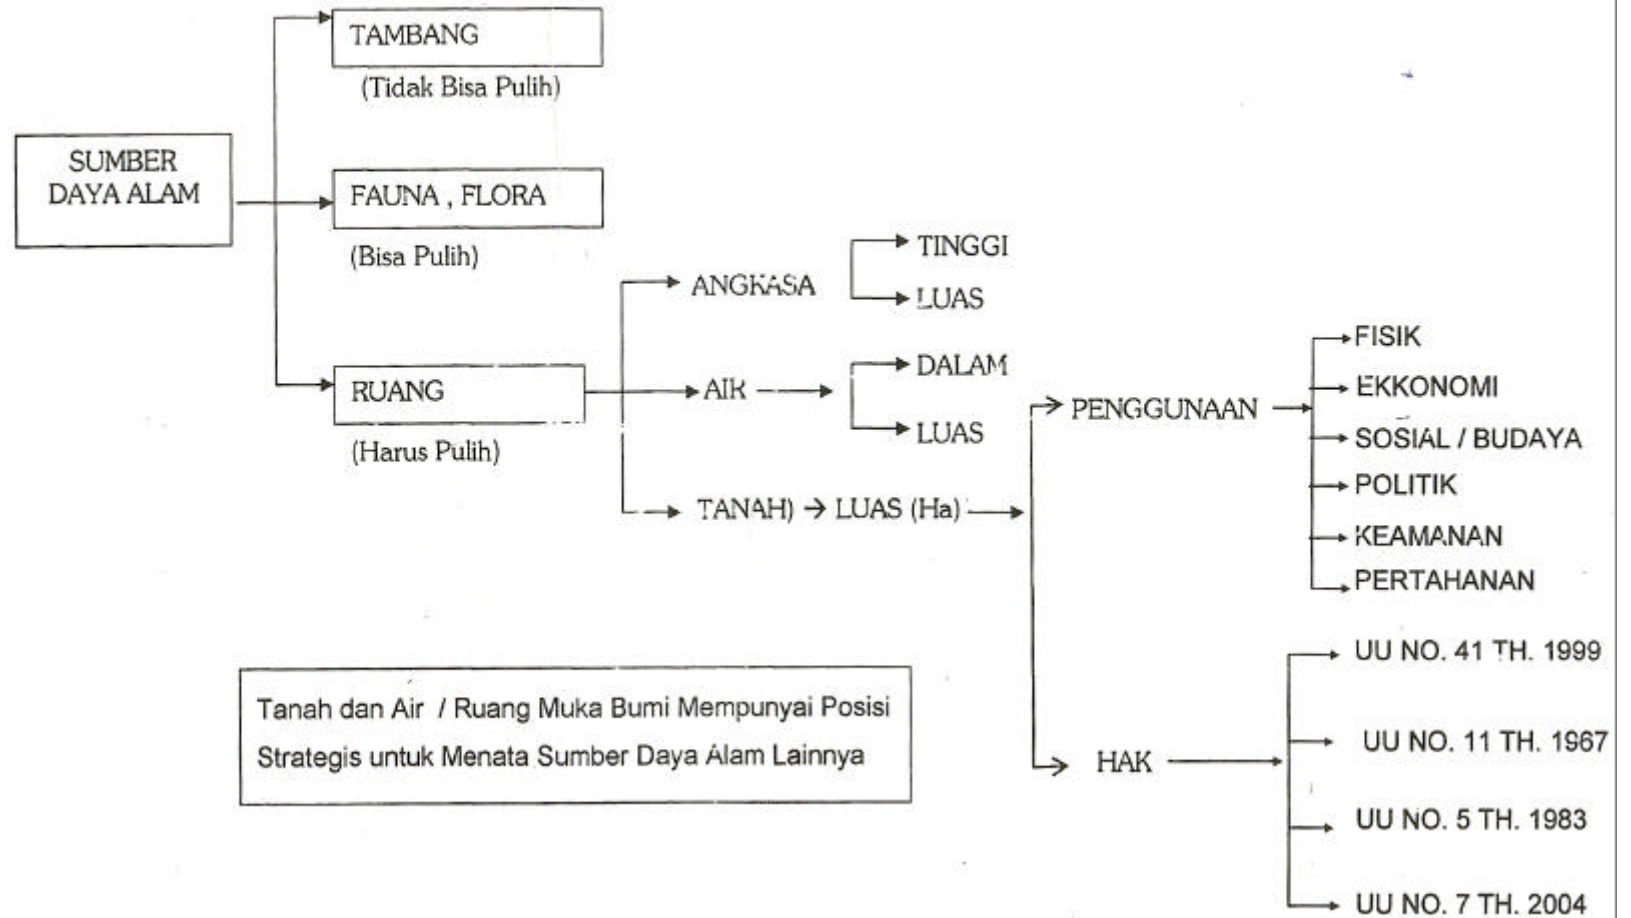 TAMBANG
(Tidak Bisa Pulih)
SUMBER
DAYA ALAM
FAUNA , FLORA
(Bisa Pulih)
RUANG
(Harus Pulih)
ANGKASA
TINGGI
LUAS
AIR
DALAM
LUAS
TANAH) → LUAS (Ha)
PENGGUNAAN
FISIK
EKKONOMI
SOSIAL / BUDAYA
POLITIK
KEAMANAN
PERTAHANAN
HAK
UU NO. 41 TH. 1999
UU NO. 11 TH. 1967
UU NO. 5 TH. 1983
UU NO. 7 TH. 2004
Tanah dan Air / Ruang Muka Bumi Mempunyai Posisi
Strategis untuk Menata Sumber Daya Alam Lainnya